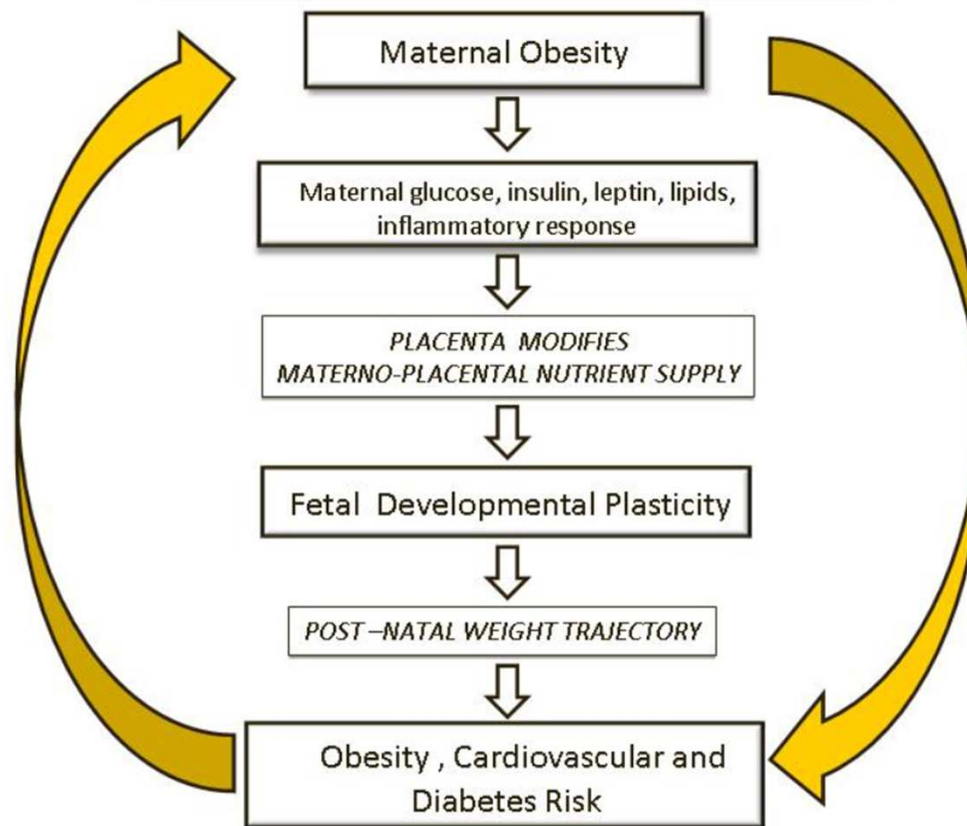 Maternal Obesity
Maternal glucose, insulin, leptin, lipids,
inflammatory response
PLACENTA MODIFIES
MATERNO-PLACENTAL NUTRIENT SUPPLY
Fetal Developmental Plasticity
POST –NATAL WEIGHT TRAJECTORY
Obesity , Cardiovascular and
Diabetes Risk